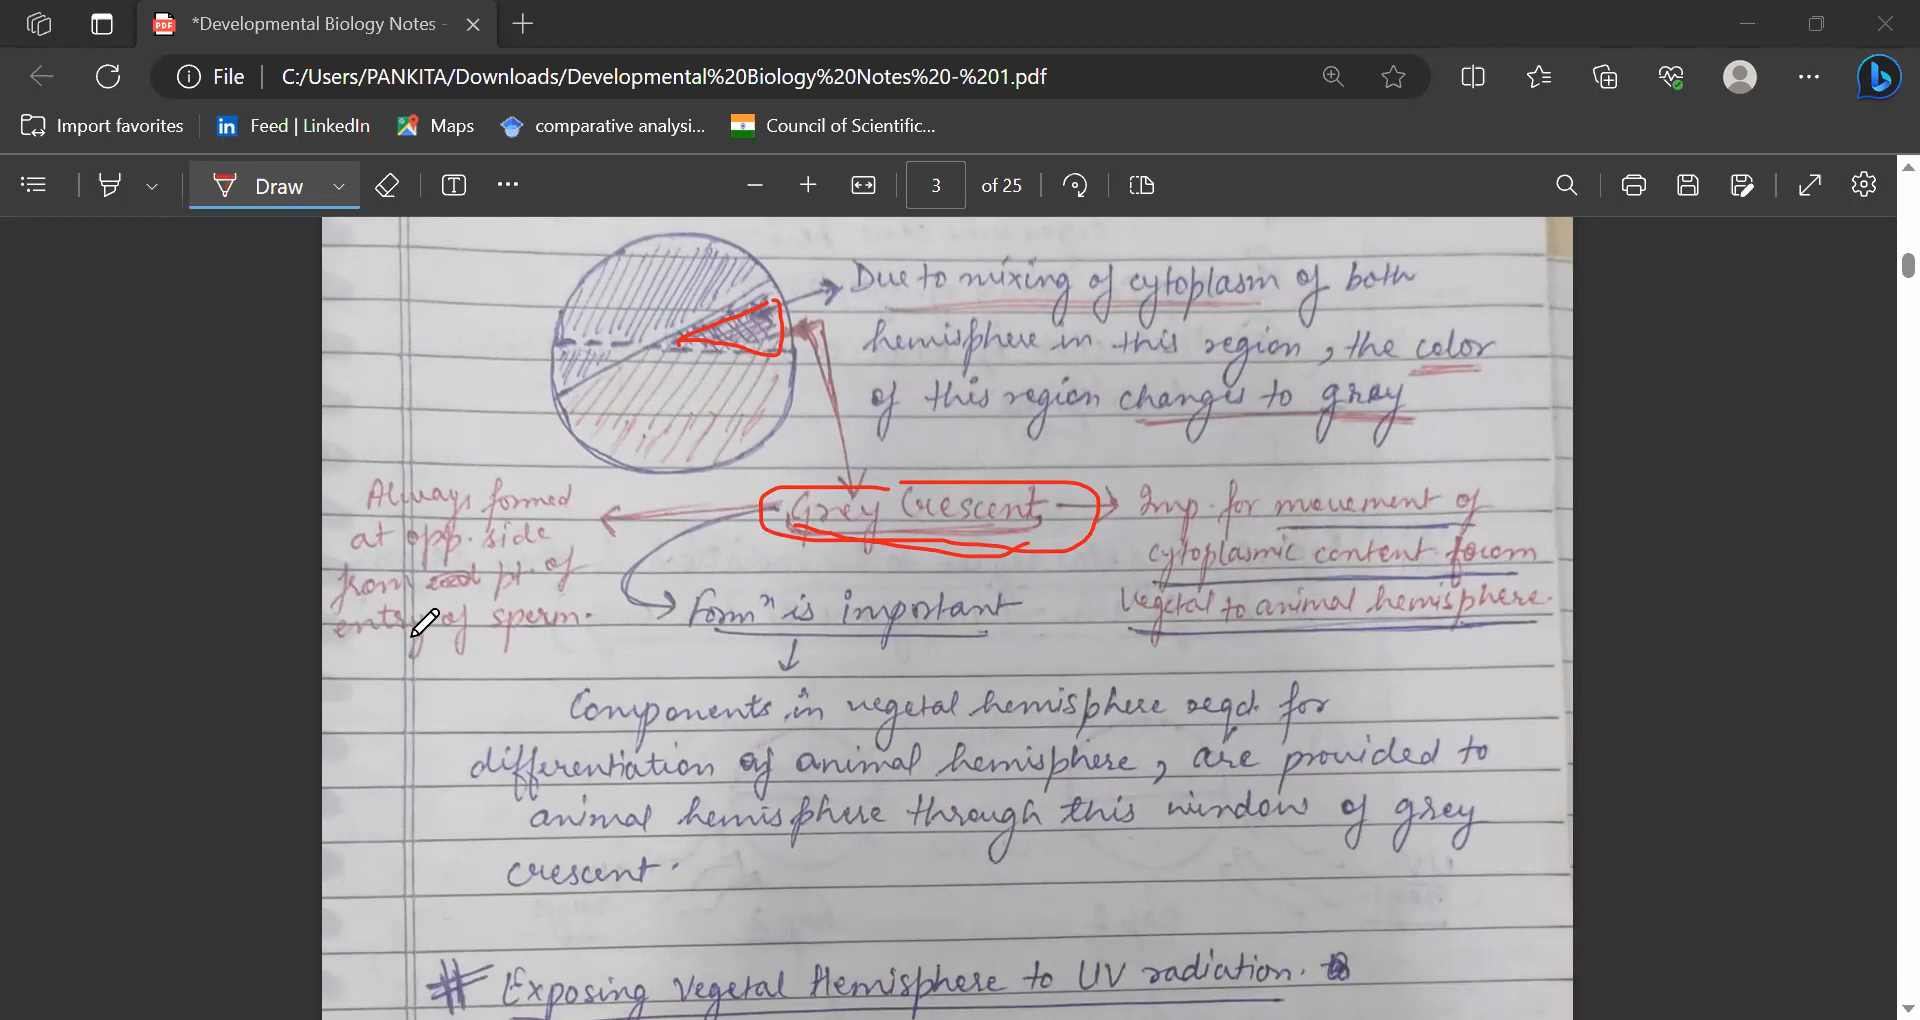 *Developmental Biology Notes -
File
C:/Users/PANKITA/Downloads/Developmental%20Biology%20Notes%20-%201.pdf
Import favorites
Feed | LinkedIn
Maps
comparative analysi...
Council of Scientific...
Draw
3
of 25
Due to mixing of cytoplasm of both
hemisphere in this region, the color
of this region changes to gray
Always formed
at opp. side
from pt. of
entry of sperm.
Grey Crescent
Imp. for movement of
cytoplasmic content from
vegetal to animal hemisphere.
Formⁿ is important
Components in vegetal hemisphere reqd. for
differentiation of animal hemisphere, are provided to
animal hemisphere through this window of grey
crescent.
# Exposing Vegetal Hemisphere to UV radiation.